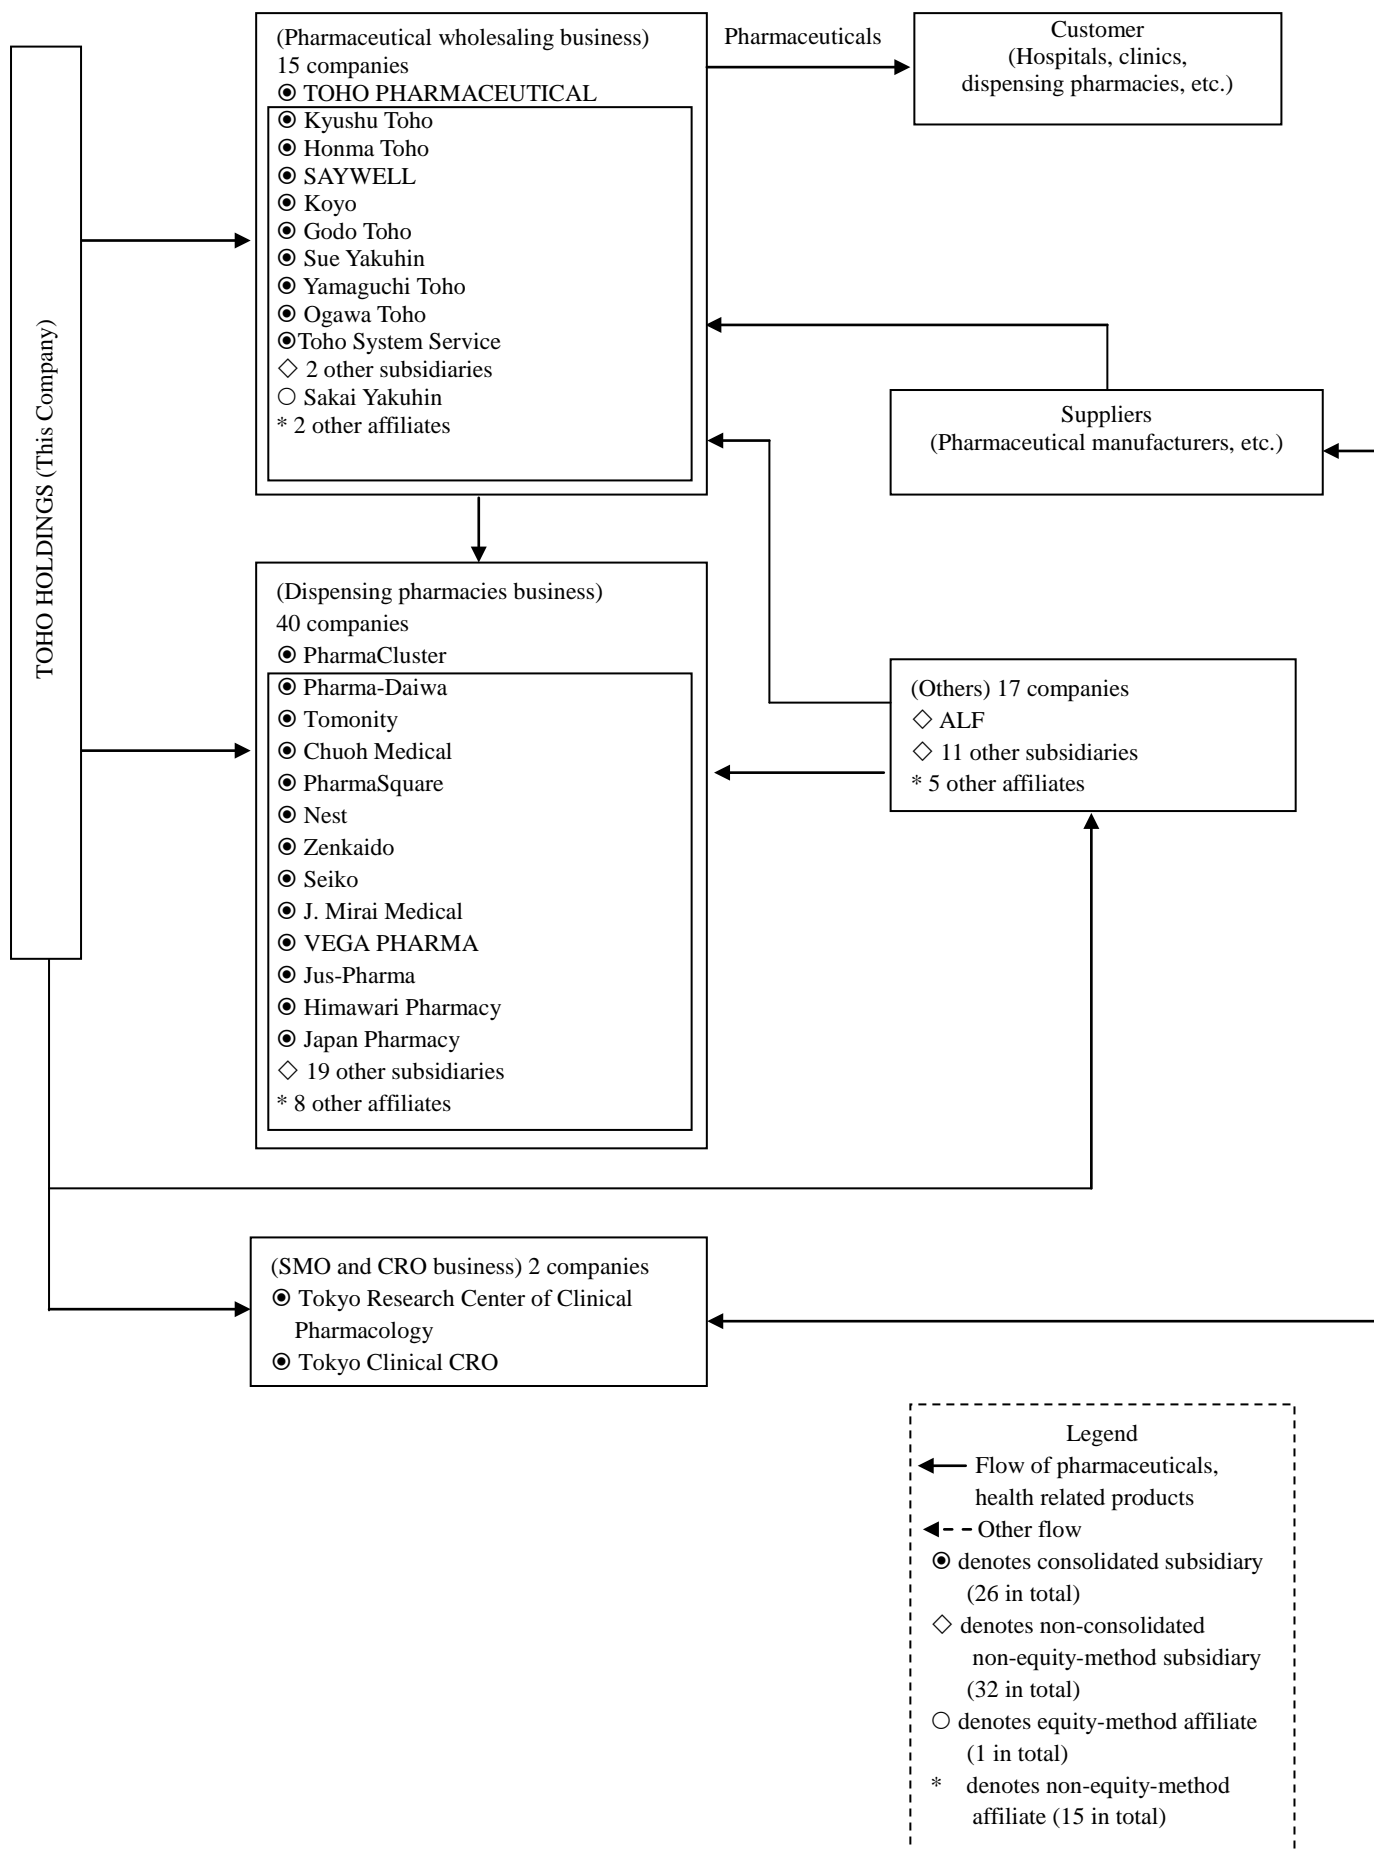 TOHO HOLDINGS (This Company)
(Pharmaceutical wholesaling business)
15 companies
◉ TOHO PHARMACEUTICAL
◉ Kyushu Toho
◉ Honma Toho
◉ SAYWELL
◉ Koyo
◉ Godo Toho
◉ Sue Yakuhin
◉ Yamaguchi Toho
◉ Ogawa Toho
◉Toho System Service
◇ 2 other subsidiaries
○ Sakai Yakuhin
* 2 other affiliates
Pharmaceuticals
Customer
(Hospitals, clinics,
dispensing pharmacies, etc.)
Suppliers
(Pharmaceutical manufacturers, etc.)
(Dispensing pharmacies business)
40 companies
◉ PharmaCluster
◉ Pharma-Daiwa
◉ Tomonity
◉ Chuoh Medical
◉ PharmaSquare
◉ Nest
◉ Zenkaido
◉ Seiko
◉ J. Mirai Medical
◉ VEGA PHARMA
◉ Jus-Pharma
◉ Himawari Pharmacy
◉ Japan Pharmacy
◇ 19 other subsidiaries
* 8 other affiliates
(Others) 17 companies
◇ ALF
◇ 11 other subsidiaries
* 5 other affiliates
(SMO and CRO business) 2 companies
◉ Tokyo Research Center of Clinical
Pharmacology
◉ Tokyo Clinical CRO
Legend
Flow of pharmaceuticals,
health related products
Other flow
◉ denotes consolidated subsidiary
(26 in total)
◇ denotes non-consolidated
non-equity-method subsidiary
(32 in total)
○ denotes equity-method affiliate
(1 in total)
* denotes non-equity-method
affiliate (15 in total)